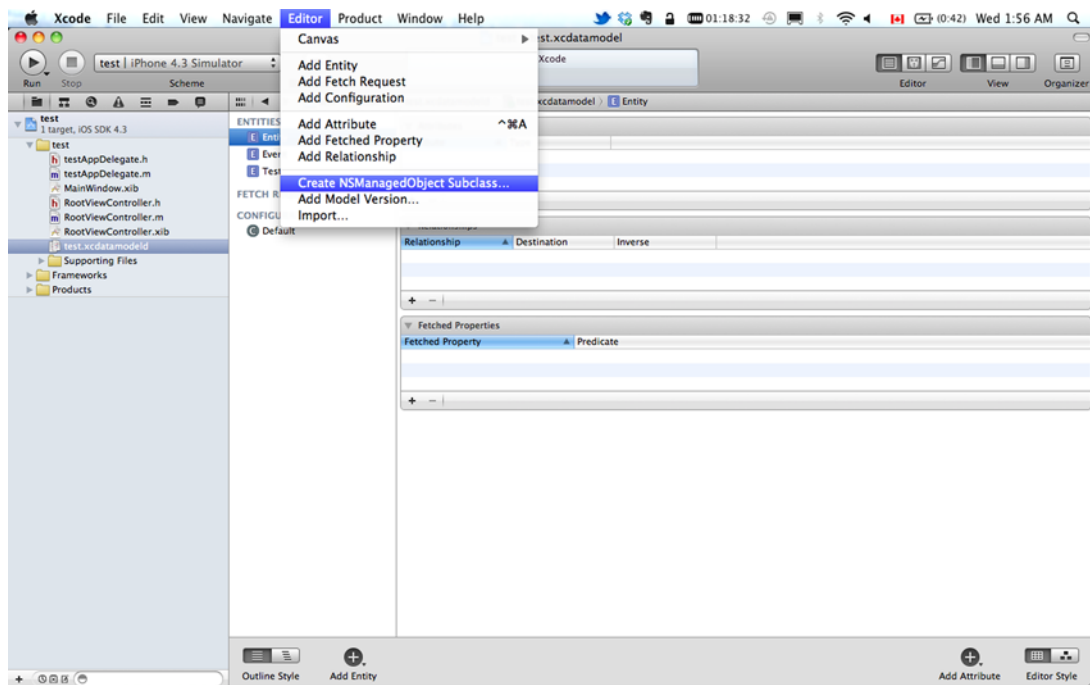 Xcode File Edit View Navigate Editor Product Window Help 01:18:32 (0:42) Wed 1:56 AM
st.xcdatamodel
test | iPhone 4.3 Simulator
Xcode
Run Stop Scheme Editor View Organizer
Canvas
Add Entity
Add Fetch Request
Add Configuration
Add Attribute ^⌘A
Add Fetched Property
Add Relationship
Create NSManagedObject Subclass...
Add Model Version...
Import...
xcdatamodel Entity
test
1 target, iOS SDK 4.3
test
testAppDelegate.h
testAppDelegate.m
MainWindow.xib
RootViewController.h
RootViewController.m
RootViewController.xib
test.xcdatamodeld
Supporting Files
Frameworks
Products
ENTITIES
E Enti
E Even
E Test
FETCH R
CONFIGU
C Default
Relationships
Relationship Destination Inverse
+ −
Fetched Properties
Fetched Property Predicate
+ −
Outline Style Add Entity Add Attribute Editor Style